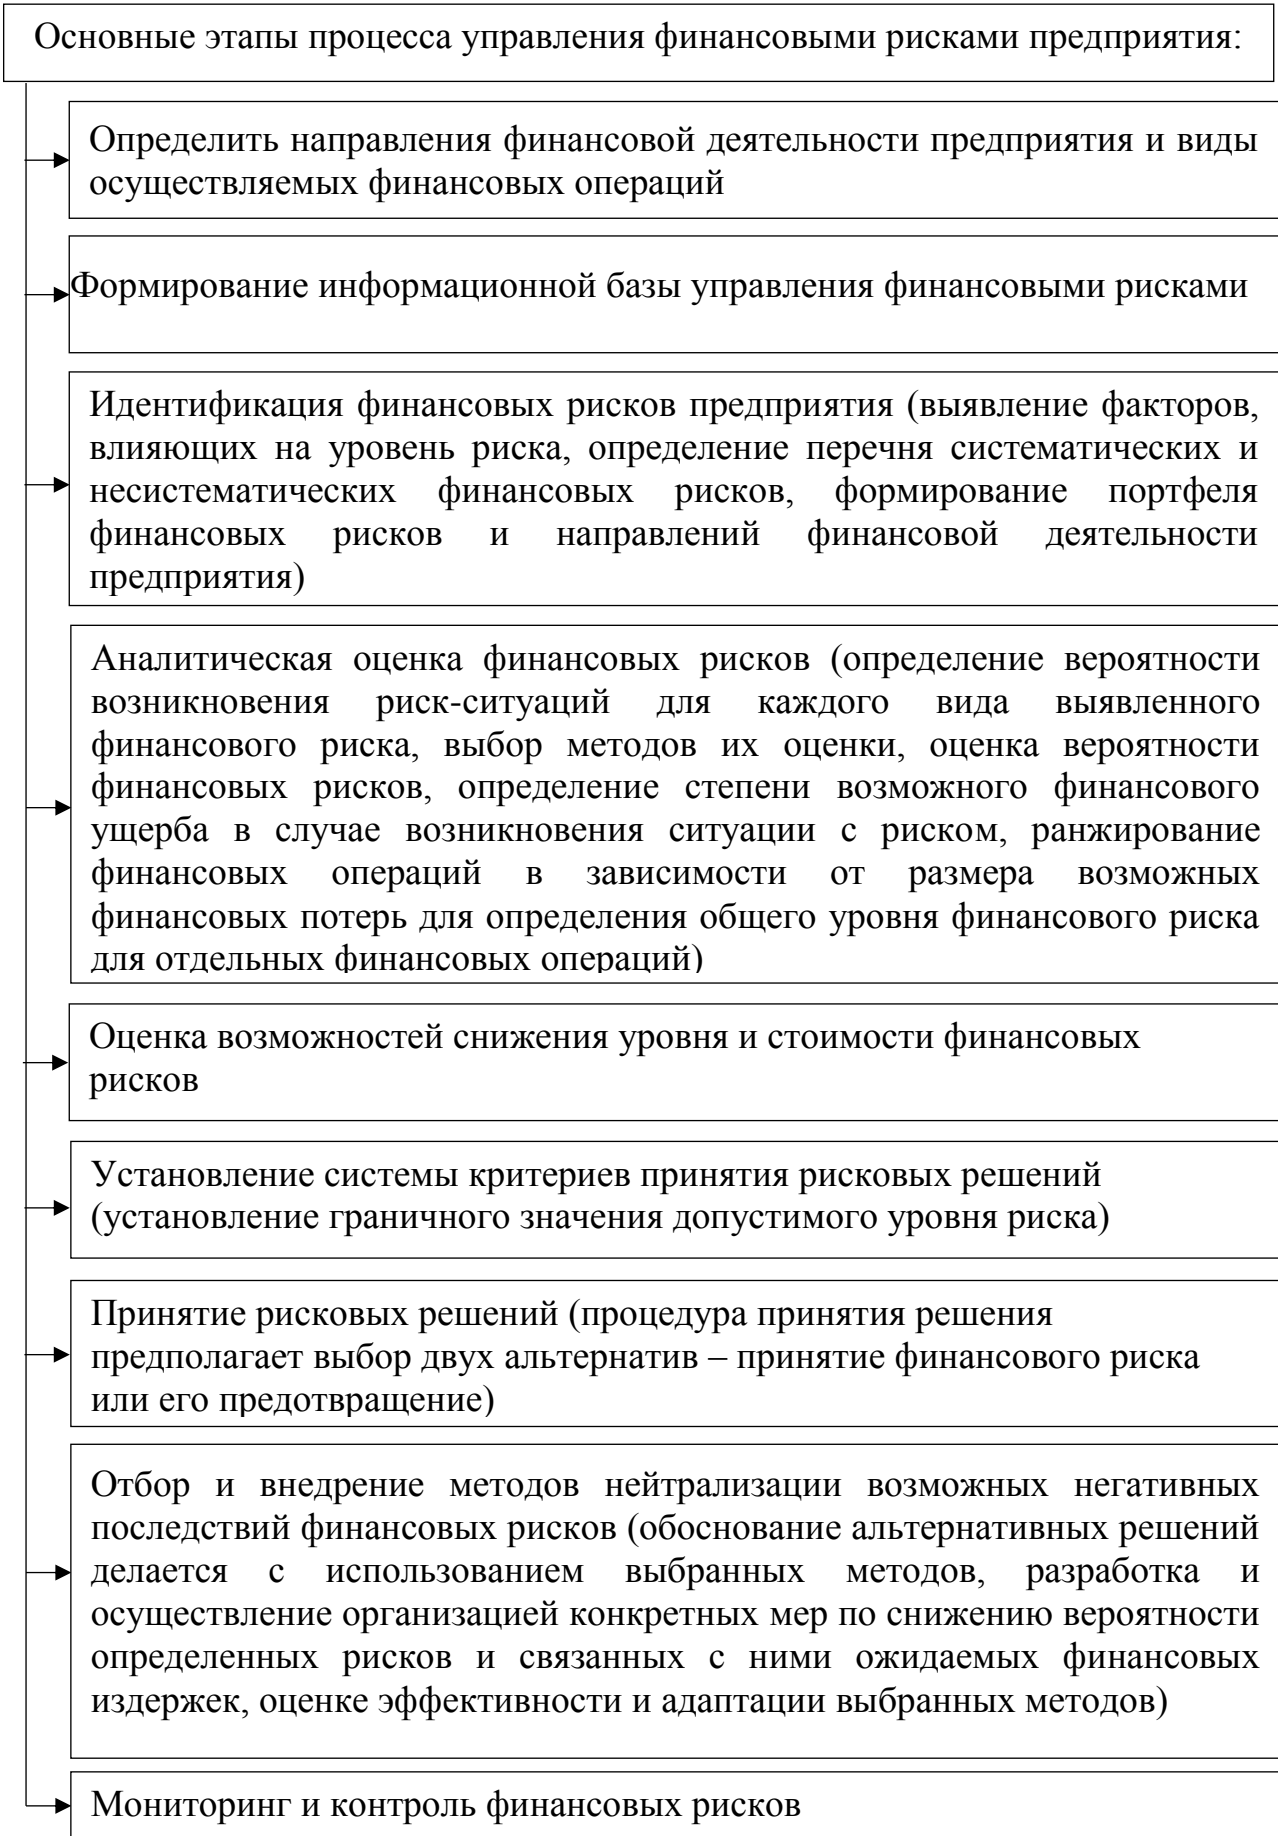 Основные этапы процесса управления финансовыми рисками предприятия:
Определить направления финансовой деятельности предприятия и виды
осуществляемых финансовых операций
Формирование информационной базы управления финансовыми рисками
Идентификация финансовых рисков предприятия (выявление факторов,
влияющих на уровень риска, определение перечня систематических и
несистематических финансовых рисков, формирование портфеля
финансовых рисков и направлений финансовой деятельности
предприятия)
Аналитическая оценка финансовых рисков (определение вероятности
возникновения риск-ситуаций для каждого вида выявленного
финансового риска, выбор методов их оценки, оценка вероятности
финансовых рисков, определение степени возможного финансового
ущерба в случае возникновения ситуации с риском, ранжирование
финансовых операций в зависимости от размера возможных
финансовых потерь для определения общего уровня финансового риска
для отдельных финансовых операций)
Оценка возможностей снижения уровня и стоимости финансовых
рисков
Установление системы критериев принятия рисковых решений
(установление граничного значения допустимого уровня риска)
Принятие рисковых решений (процедура принятия решения
предполагает выбор двух альтернатив – принятие финансового риска
или его предотвращение)
Отбор и внедрение методов нейтрализации возможных негативных
последствий финансовых рисков (обоснование альтернативных решений
делается с использованием выбранных методов, разработка и
осуществление организацией конкретных мер по снижению вероятности
определенных рисков и связанных с ними ожидаемых финансовых
издержек, оценке эффективности и адаптации выбранных методов)
Мониторинг и контроль финансовых рисков